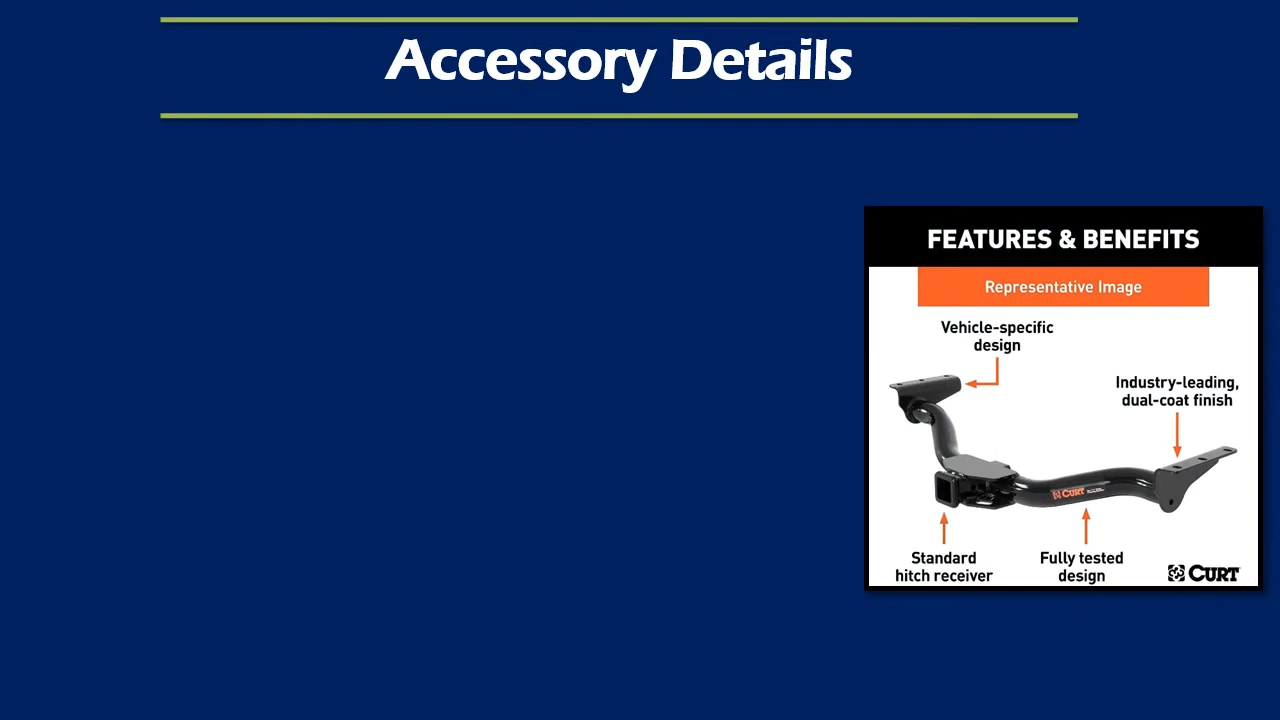 Accessory Details
FEATURES & BENEFITS
Representative Image
Vehicle-specific
design
Industry-leading,
dual-coat finish
CURT
Standard
hitch receiver
Fully tested
design
CURT